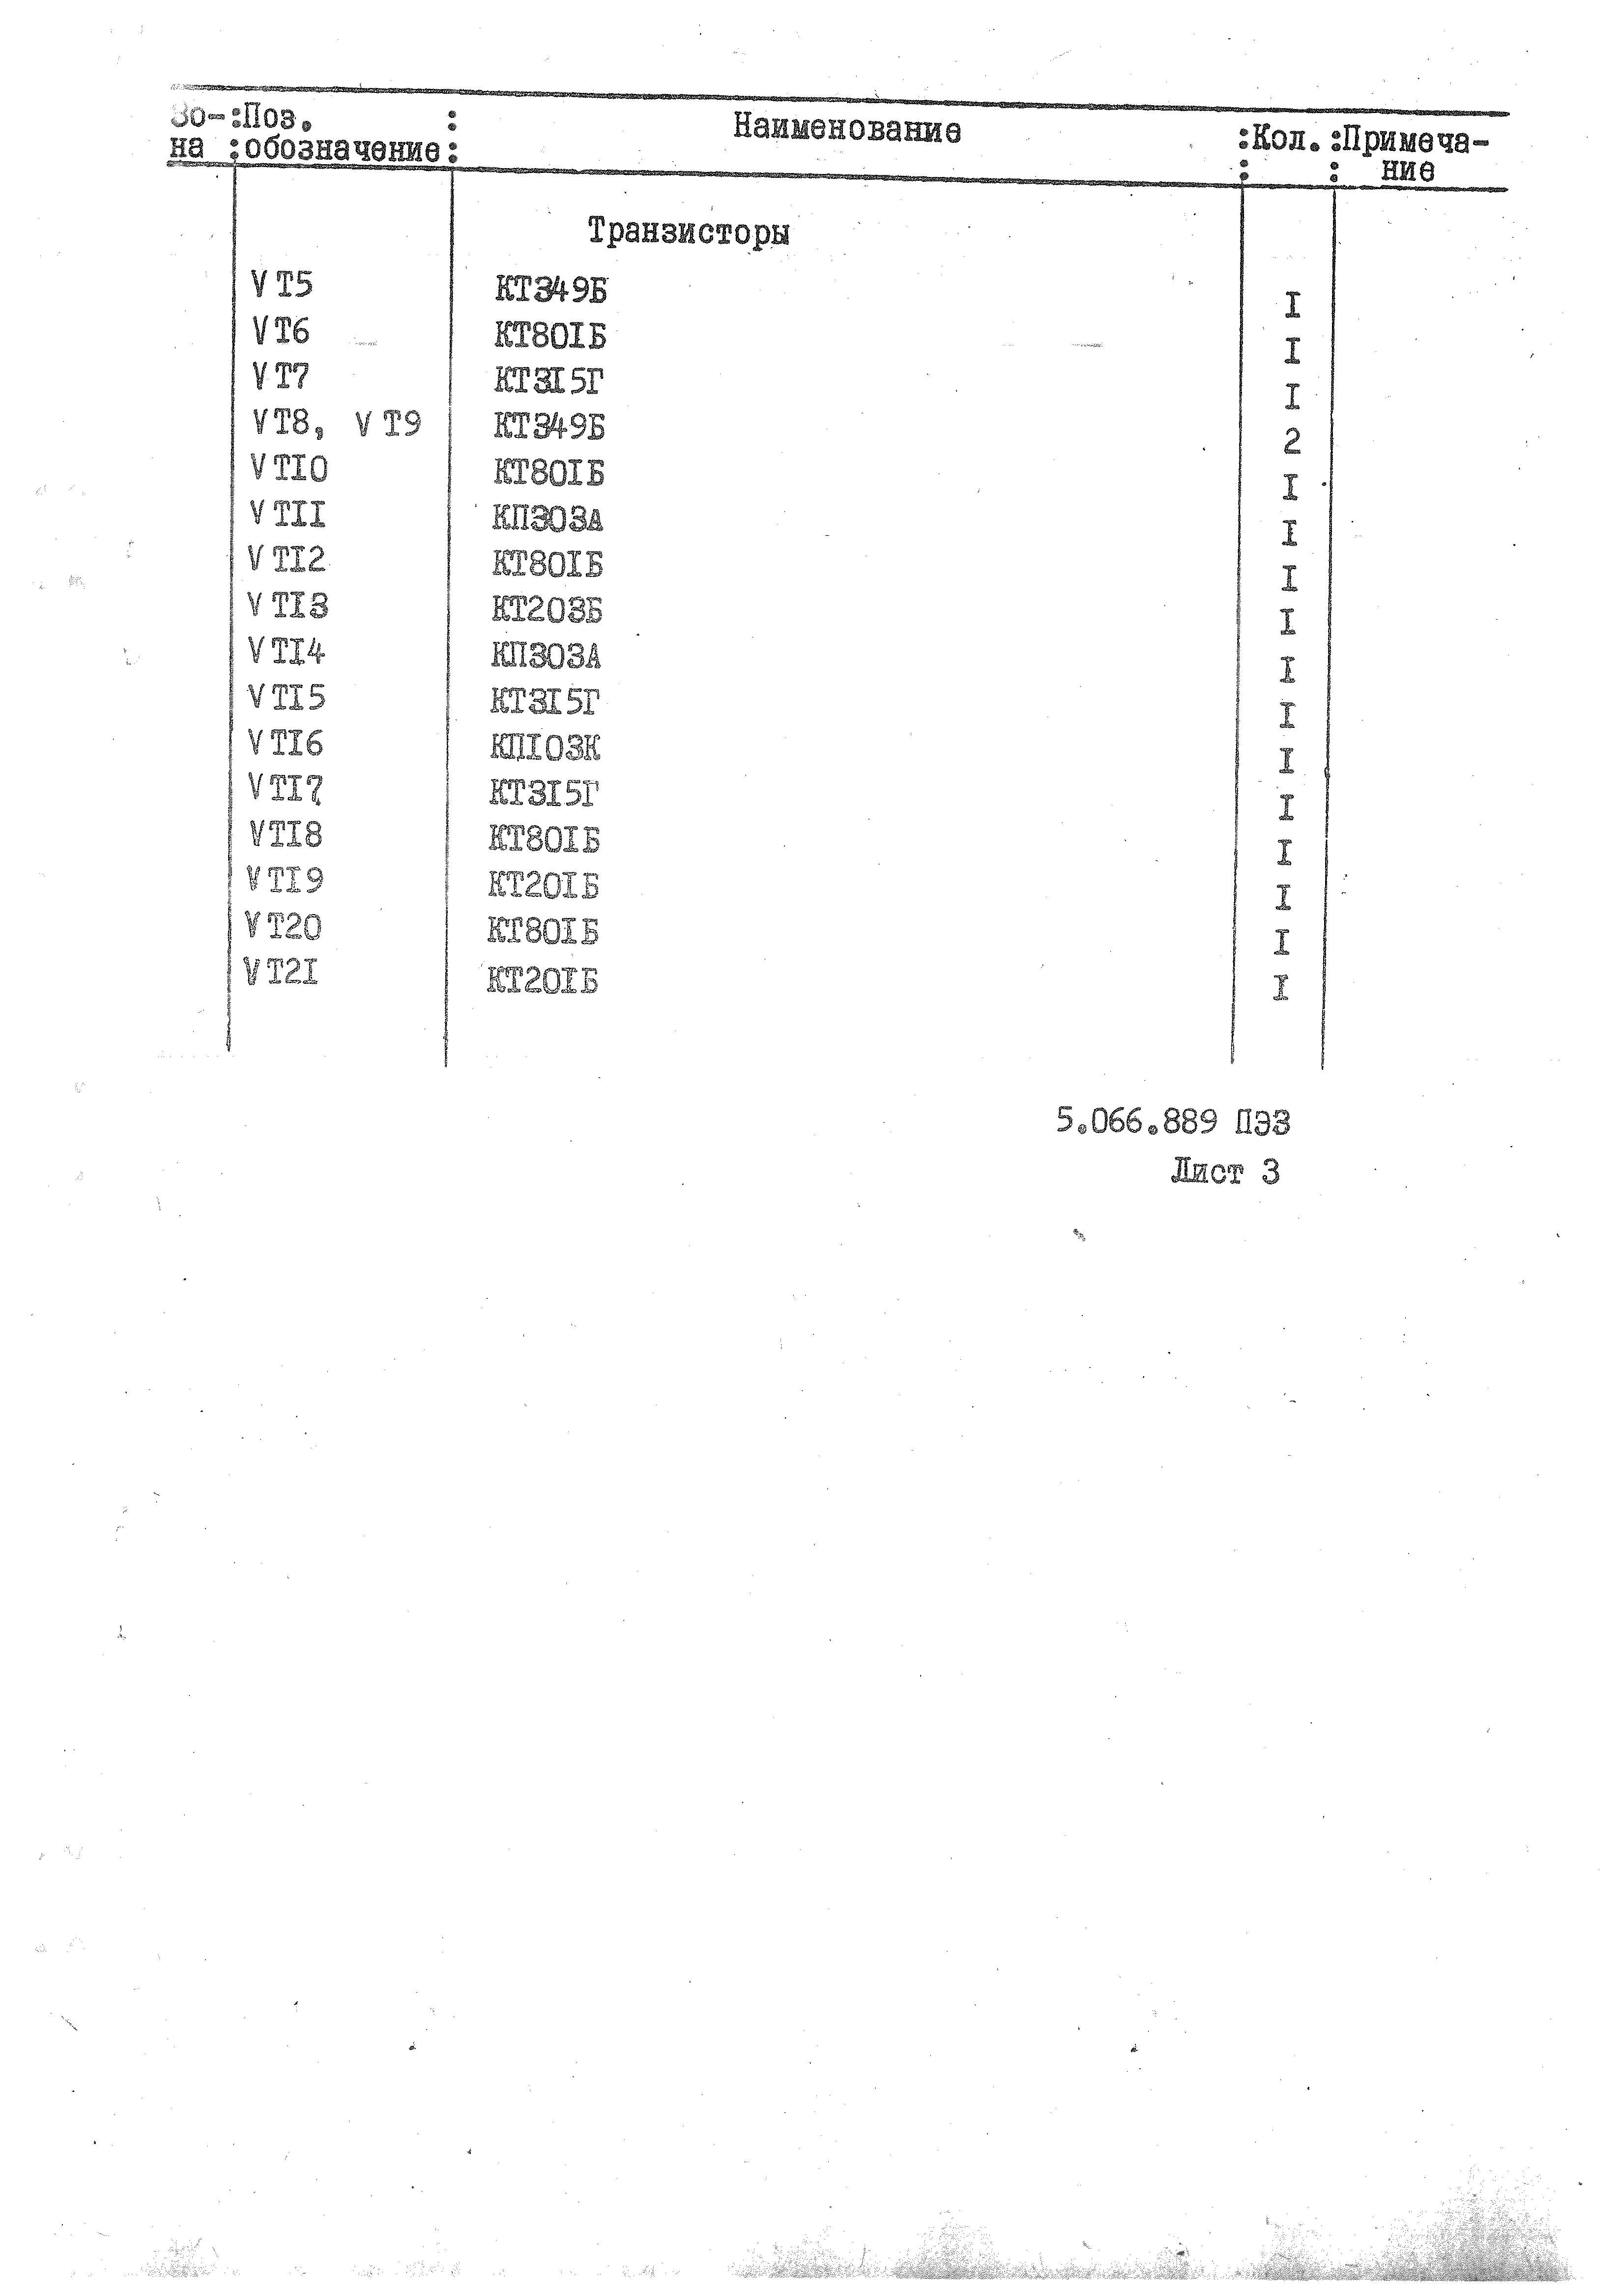 Зо-:Поз. : Наименование :Кол. :Примеча-
на :обозначение: : : ние
Транзисторы
VT5 КТ349Б I
VT6 КТ80IБ I
VT7 КТ3I5Г I
VT8, VT9 КТ349Б 2
VTI0 КТ80IБ I
VTII КП303А I
VTI2 КТ80IБ I
VTI3 КТ203Б I
VTI4 КП303А I
VTI5 КТ3I5Г I
VTI6 КПI03К I
VTI7 КТ3I5Г I
VTI8 КТ80IБ I
VTI9 КТ20IБ I
VT20 КТ80IБ I
VT2I КТ20IБ I
5.066.889 ПЭ3
Лист 3